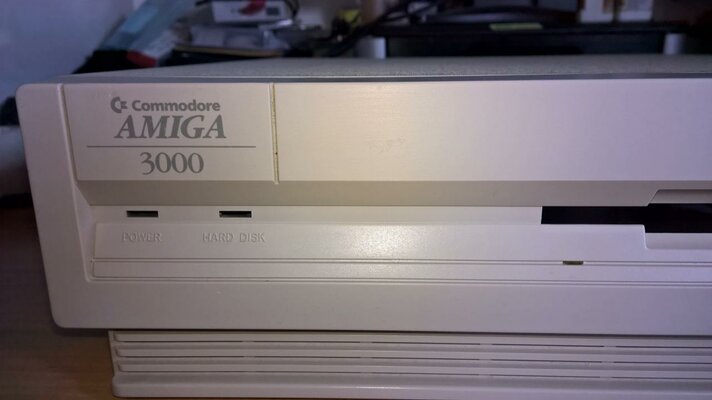 Commodore
AMIGA
3000
POWER HARD DISK